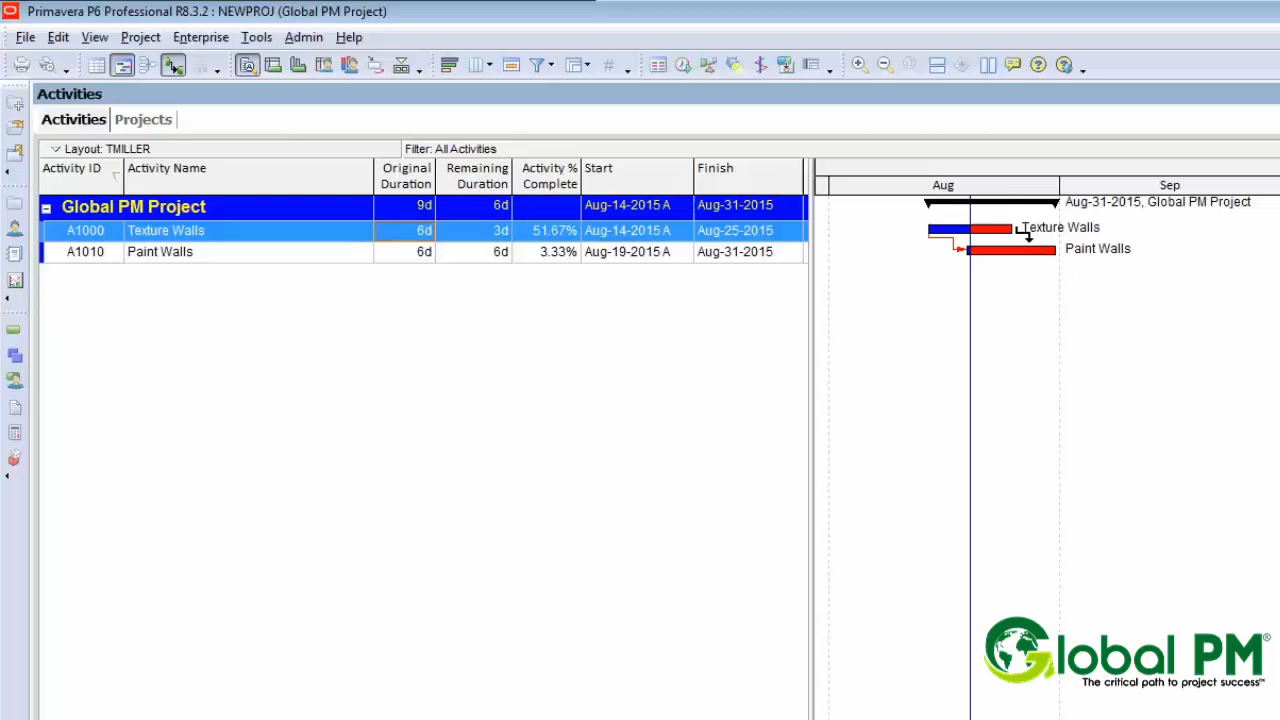 Primavera P6 Professional R8.3.2 : NEWPROJ (Global PM Project)
File Edit View Project Enterprise Tools Admin Help
Activities
Activities Projects
Layout: TMILLER Filter: All Activities
Activity ID Activity Name Original Duration Remaining Duration Activity % Complete Start Finish
Aug Sep
Global PM Project 9d 6d Aug-14-2015 A Aug-31-2015
Aug-31-2015, Global PM Project
A1000 Texture Walls 6d 3d 51.67% Aug-14-2015 A Aug-25-2015
Texture Walls
A1010 Paint Walls 6d 6d 3.33% Aug-19-2015 A Aug-31-2015
Paint Walls
Global PM®
The critical path to project success™